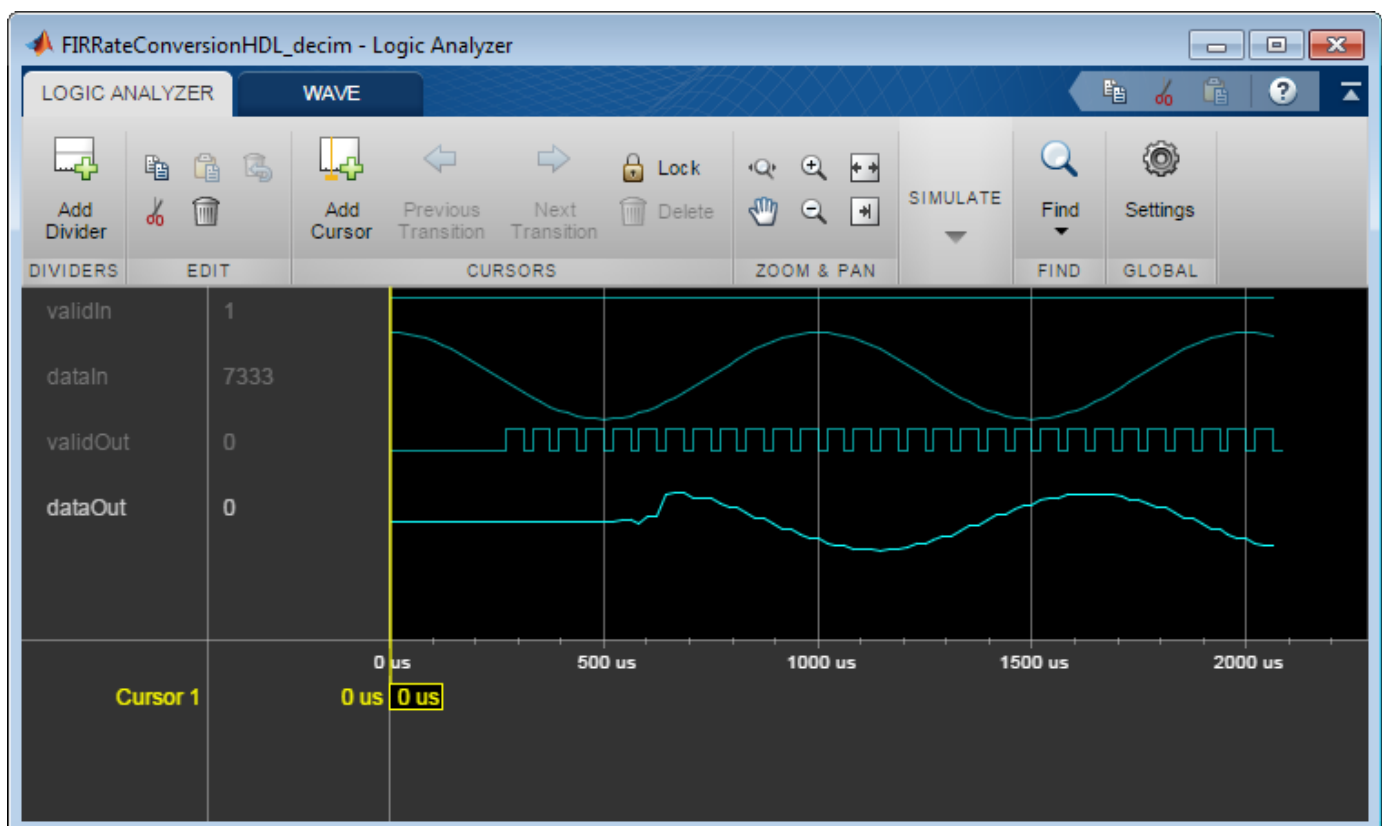 FIRRateConversionHDL_decim - Logic Analyzer
LOGIC ANALYZER WAVE
?
Add Divider
Add Cursor
Previous Transition
Next Transition
Lock
Delete
SIMULATE
Find
Settings
DIVIDERS EDIT CURSORS ZOOM & PAN FIND GLOBAL
validIn 1
dataIn 7333
validOut 0
dataOut 0
0 us 500 us 1000 us 1500 us 2000 us
Cursor 1 0 us 0 us